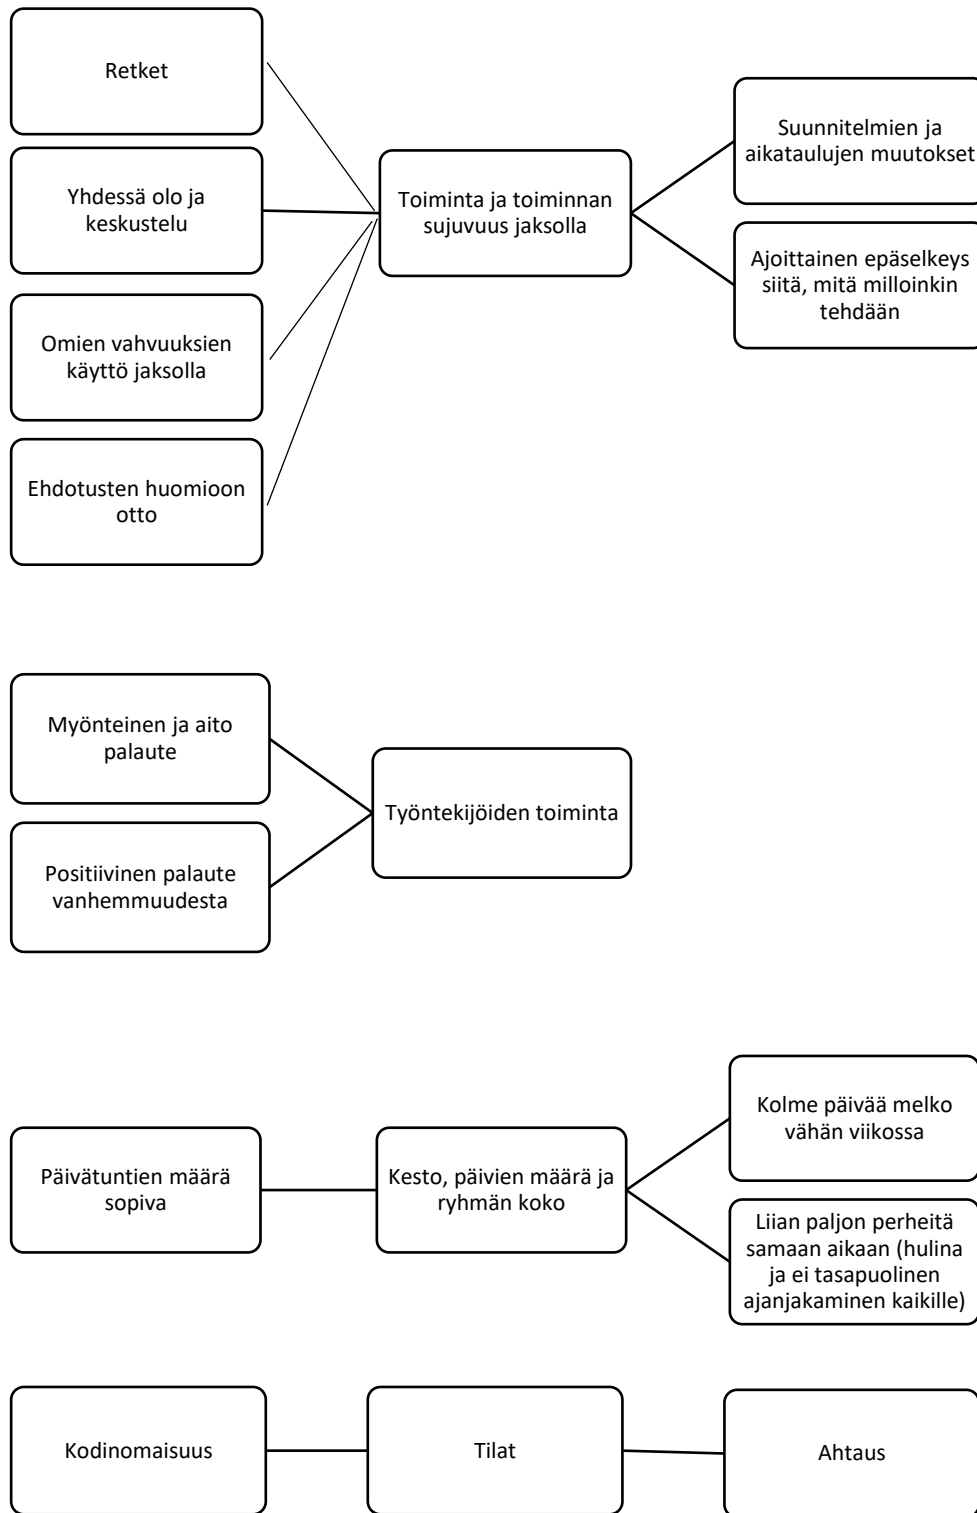 Retket
Yhdessä olo ja
keskustelu
Omien vahvuuksien
käyttö jaksolla
Ehdotusten huomioon
otto
Toiminta ja toiminnan
sujuvuus jaksolla
Suunnitelmien ja
aikataulujen muutokset
Ajoittainen epäselkeys
siitä, mitä milloinkin
tehdään
Myönteinen ja aito
palaute
Positiivinen palaute
vanhemmuudesta
Työntekijöiden toiminta
Päivätuntien määrä
sopiva
Kesto, päivien määrä ja
ryhmän koko
Kolme päivää melko
vähän viikossa
Liian paljon perheitä
samaan aikaan (hulina
ja ei tasapuolinen
ajanjakaminen kaikille)
Kodinomaisuus
Tilat
Ahtaus